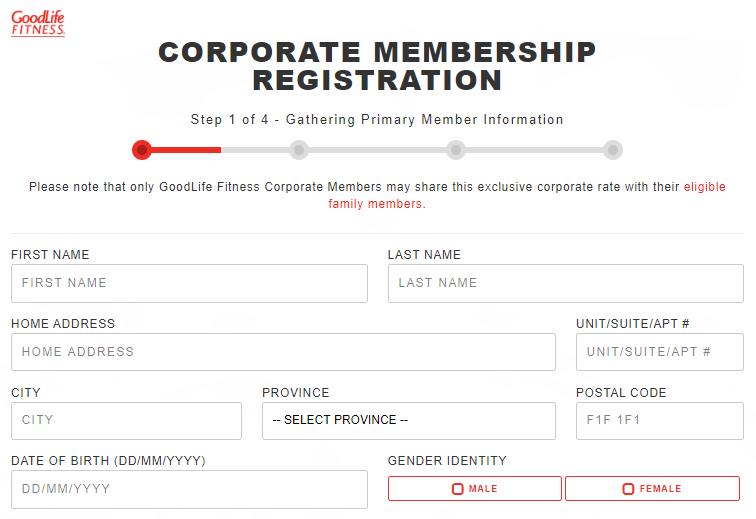 GoodLife
FITNESS
CORPORATE MEMBERSHIP
REGISTRATION
Step 1 of 4 - Gathering Primary Member Information
Please note that only GoodLife Fitness Corporate Members may share this exclusive corporate rate with their eligible
family members.
FIRST NAME
LAST NAME
FIRST NAME
LAST NAME
HOME ADDRESS
UNIT/SUITE/APT #
HOME ADDRESS
UNIT/SUITE/APT #
CITY
PROVINCE
POSTAL CODE
CITY
-- SELECT PROVINCE --
F1F 1F1
DATE OF BIRTH (DD/MM/YYYY)
GENDER IDENTITY
DD/MM/YYYY
MALE
FEMALE